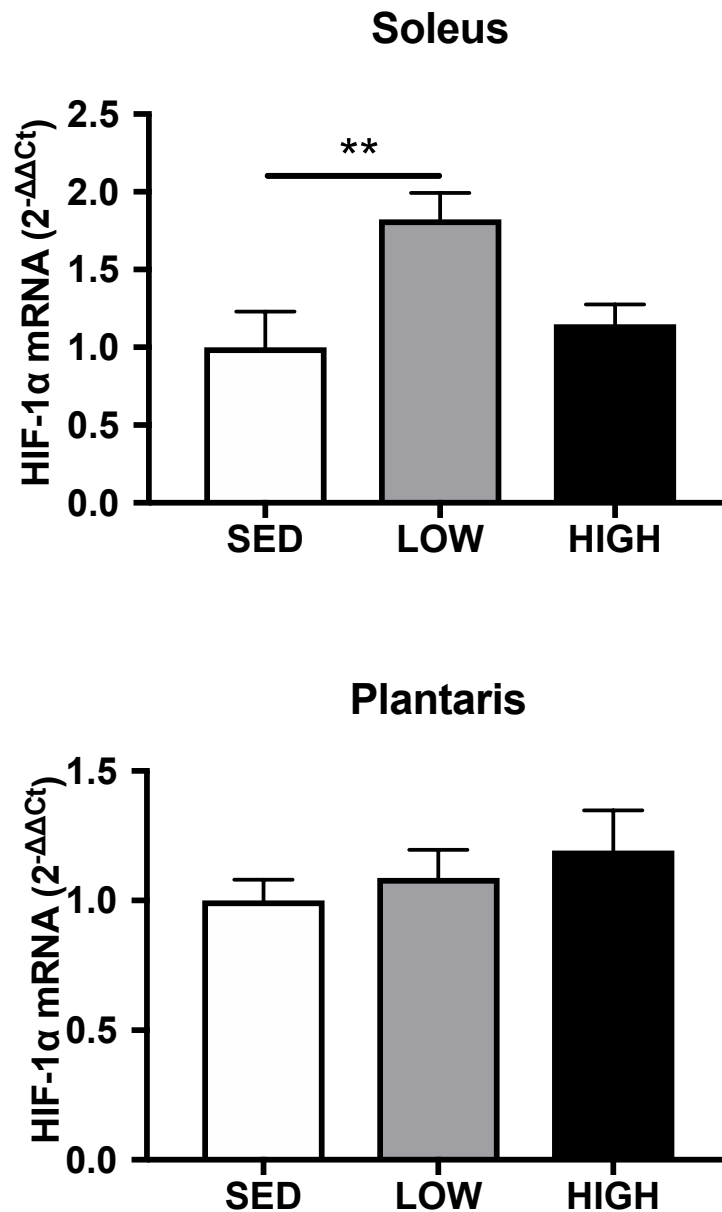 Soleus
HIF-1α mRNA (2-ΔΔCt)
2.5
2.0
1.5
1.0
0.5
0.0
**
SED LOW HIGH
Plantaris
HIF-1α mRNA (2-ΔΔCt)
1.5
1.0
0.5
0.0
SED LOW HIGH